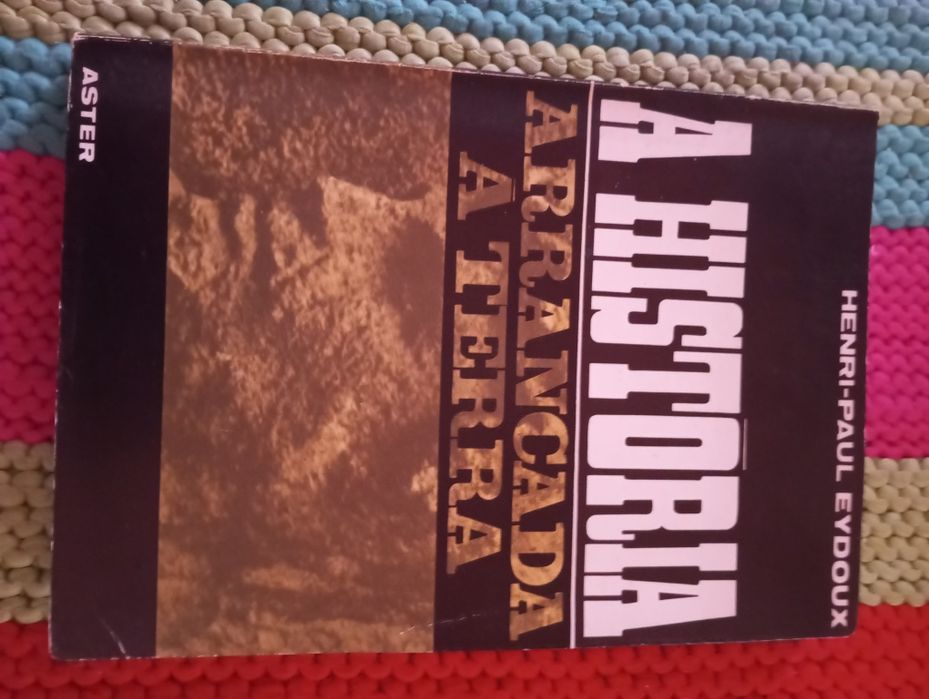 HENRI-PAUL EYDOUX
A HISTÓRIA
ARRANCADA
À TERRA
ASTER